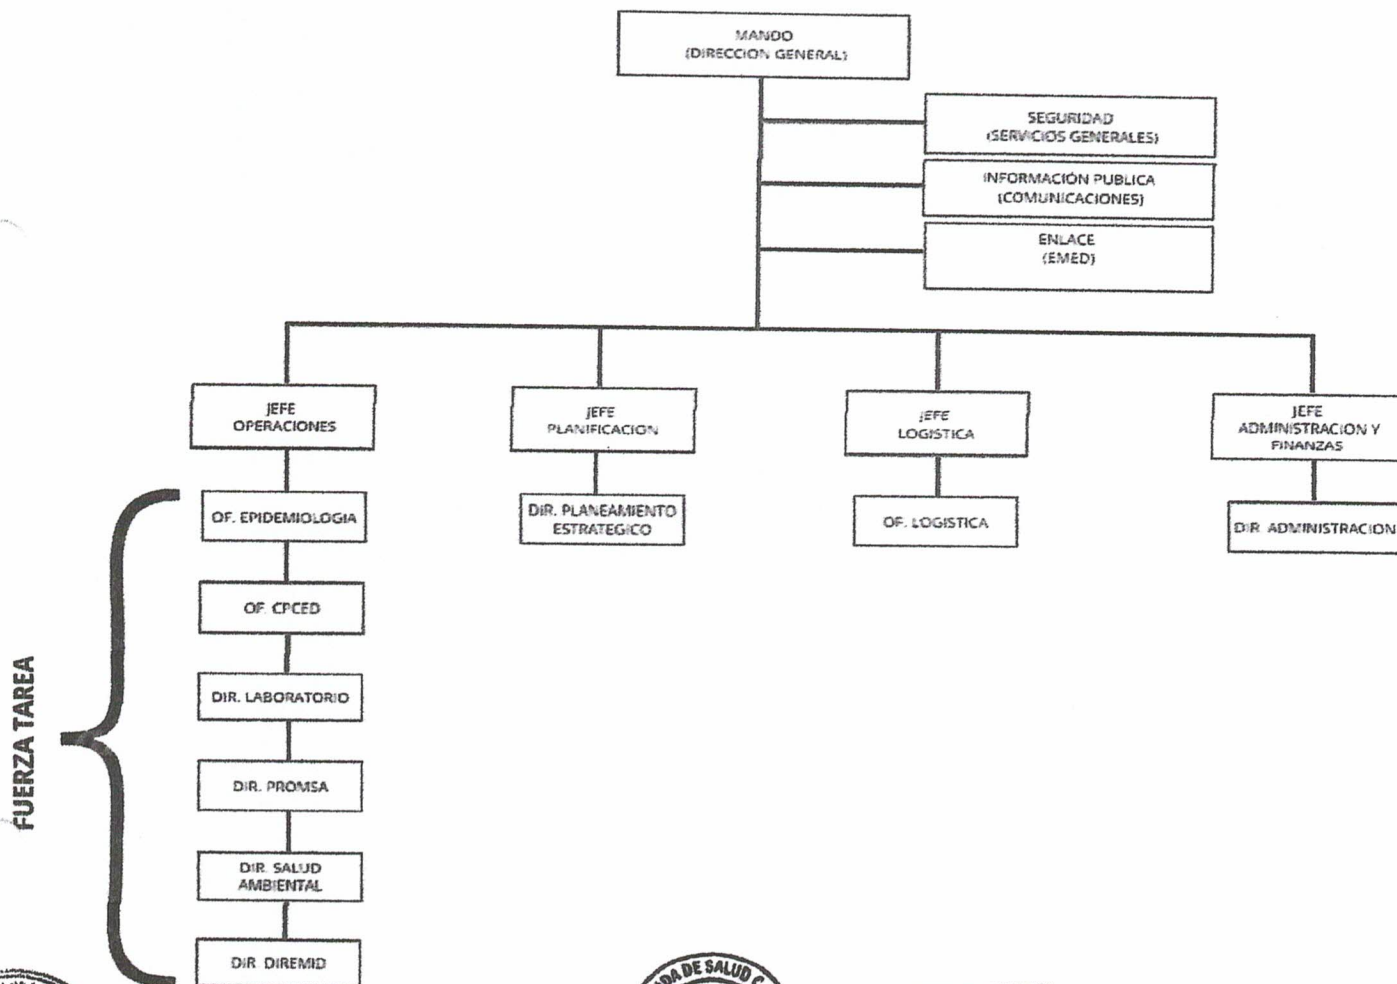 MANDO
(DIRECCION GENERAL)
SEGURIDAD
(SERVICIOS GENERALES)
INFORMACIÓN PUBLICA
(COMUNICACIONES)
ENLACE
(EMED)
JEFE
OPERACIONES
JEFE
PLANIFICACION
JEFE
LOGISTICA
JEFE
ADMINISTRACION Y
FINANZAS
OF. EPIDEMIOLOGIA
DIR. PLANEAMIENTO
ESTRATEGICO
OF. LOGISTICA
DIR. ADMINISTRACION
OF. CPCED
DIR. LABORATORIO
DIR. PROMSA
DIR. SALUD
AMBIENTAL
DIR. DIREMID
FUERZA TAREA
DE SALUD